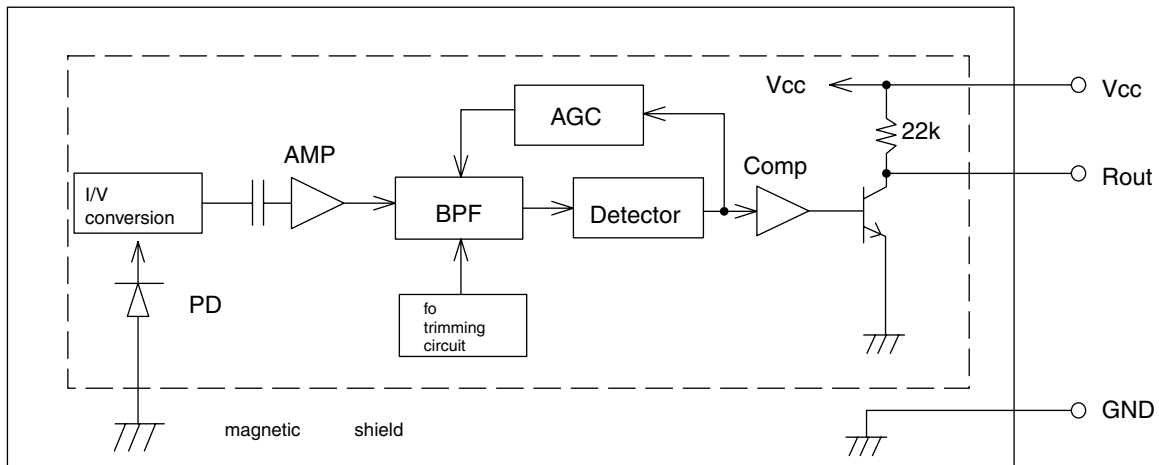 Vcc
Vcc
AGC
22k
AMP
Comp
I/V
conversion
BPF
Detector
Rout
PD
fo
trimming
circuit
GND
magnetic shield